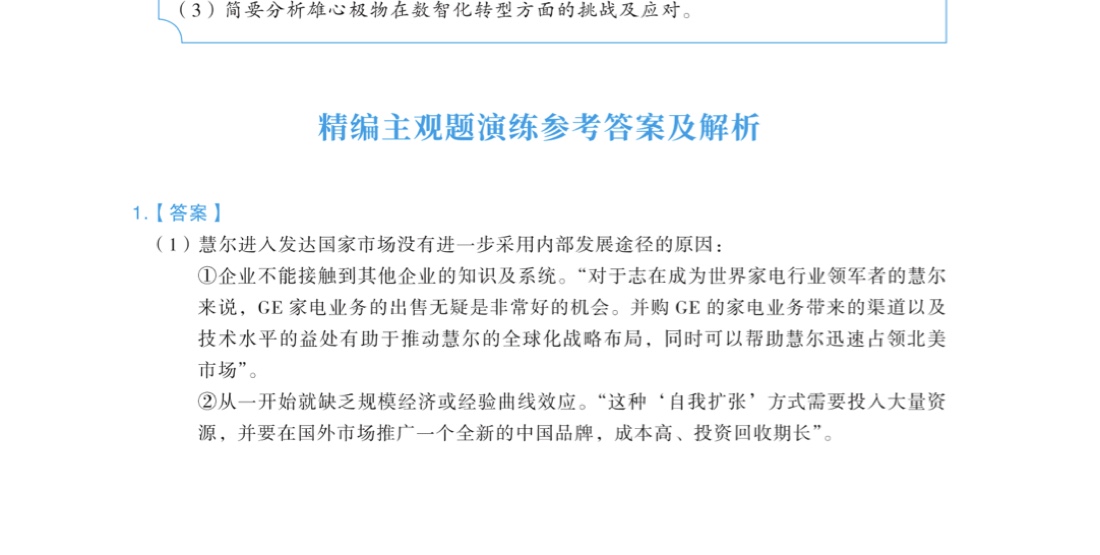 （3）简要分析雄心极物在数智化转型方面的挑战及应对。
精编主观题演练参考答案及解析
1.【答案】
（1）慧尔进入发达国家市场没有进一步采用内部发展途径的原因：
①企业不能接触到其他企业的知识及系统。“对于志在成为世界家电行业领军者的慧尔
来说，GE 家电业务的出售无疑是非常好的机会。并购 GE 的家电业务带来的渠道以及
技术水平的益处有助于推动慧尔的全球化战略布局，同时可以帮助慧尔迅速占领北美
市场”。
②从一开始就缺乏规模经济或经验曲线效应。“这种‘自我扩张’方式需要投入大量资
源，并要在国外市场推广一个全新的中国品牌，成本高、投资回收期长”。